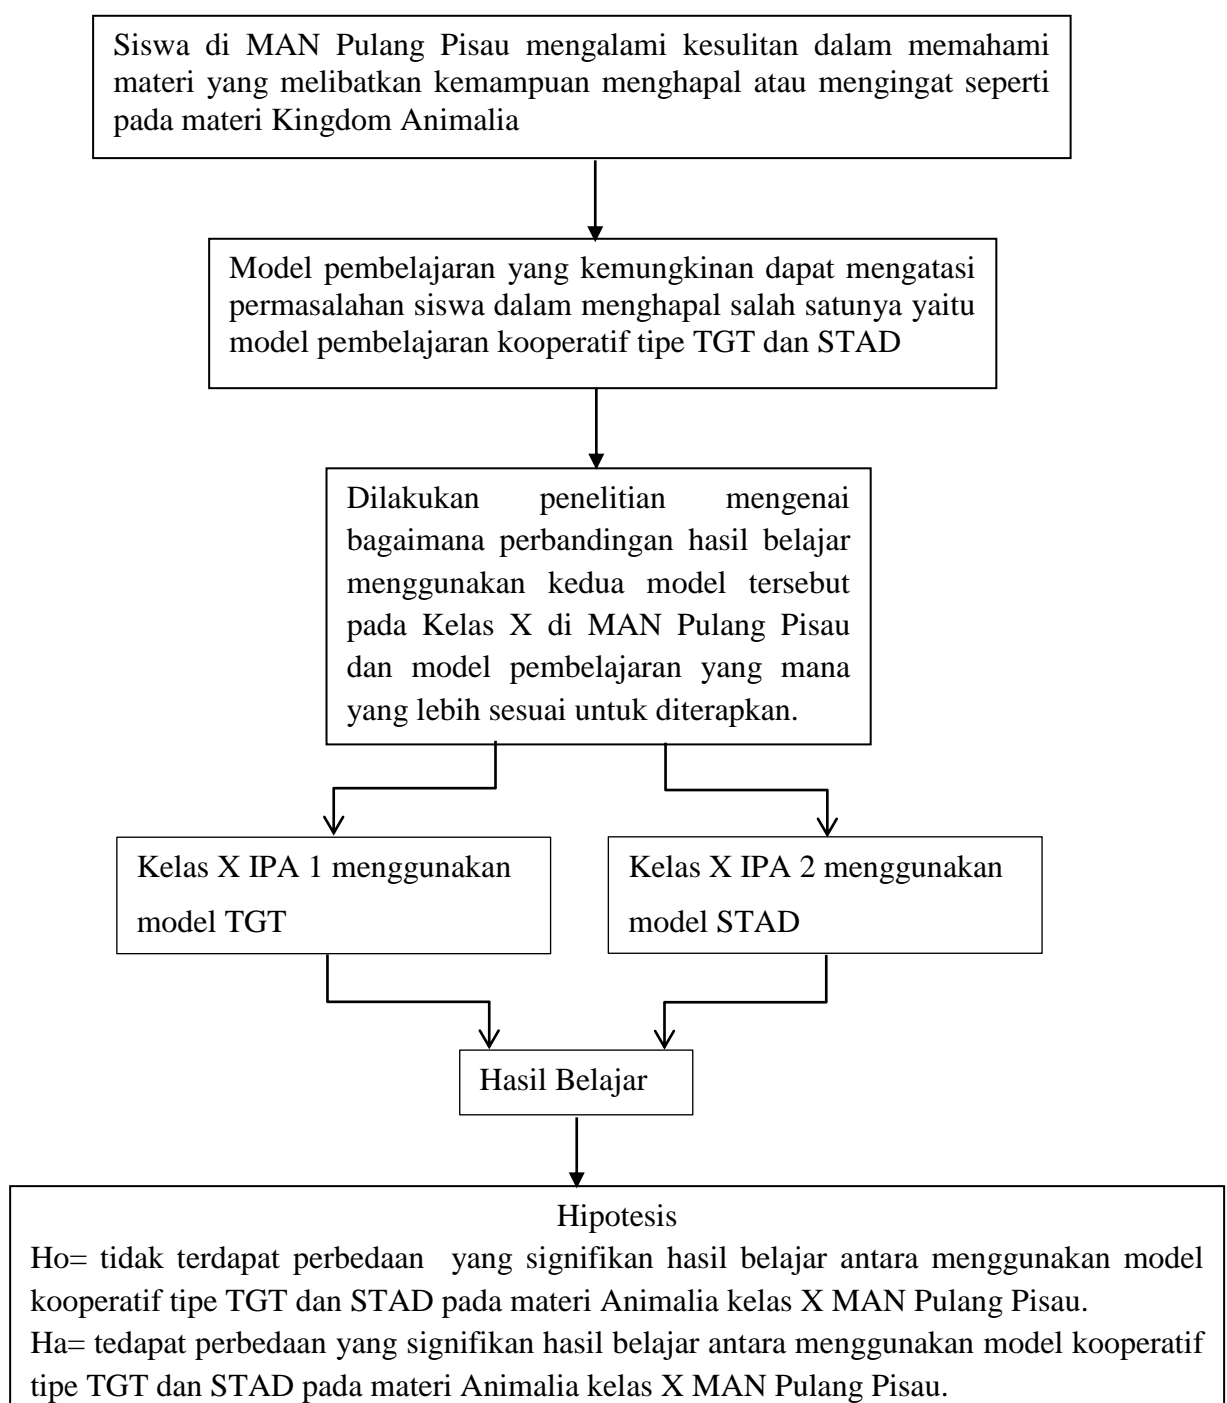 Siswa di MAN Pulang Pisau mengalami kesulitan dalam memahami
materi yang melibatkan kemampuan menghapal atau mengingat seperti
pada materi Kingdom Animalia
Model pembelajaran yang kemungkinan dapat mengatasi
permasalahan siswa dalam menghapal salah satunya yaitu
model pembelajaran kooperatif tipe TGT dan STAD
Dilakukan penelitian mengenai
bagaimana perbandingan hasil belajar
menggunakan kedua model tersebut
pada Kelas X di MAN Pulang Pisau
dan model pembelajaran yang mana
yang lebih sesuai untuk diterapkan.
Kelas X IPA 1 menggunakan
model TGT
Kelas X IPA 2 menggunakan
model STAD
Hasil Belajar
Hipotesis
Ho= tidak terdapat perbedaan yang signifikan hasil belajar antara menggunakan model
kooperatif tipe TGT dan STAD pada materi Animalia kelas X MAN Pulang Pisau.
Ha= tedapat perbedaan yang signifikan hasil belajar antara menggunakan model kooperatif
tipe TGT dan STAD pada materi Animalia kelas X MAN Pulang Pisau.